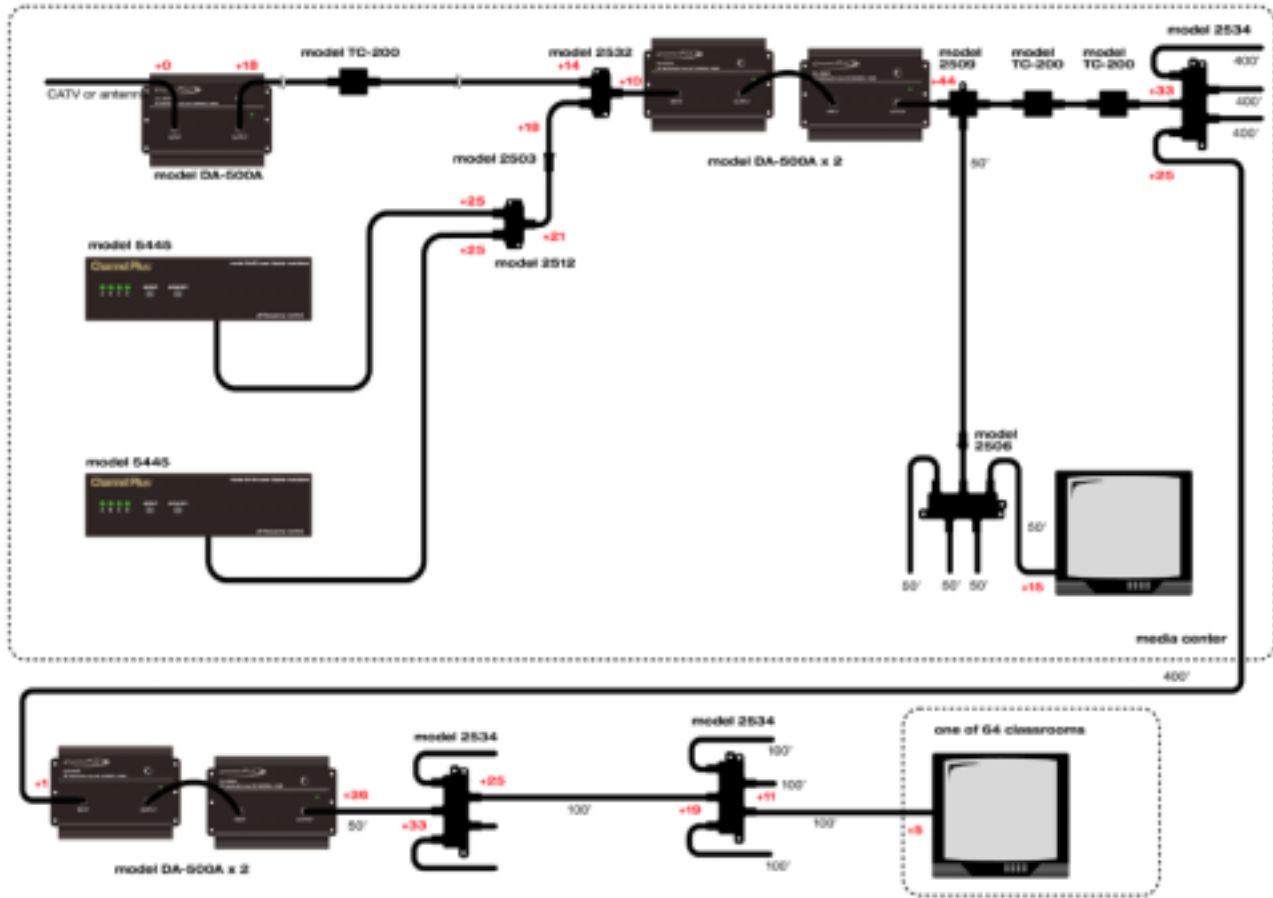 model 2534
model TC-200
model 2532
model
2509
model
TC-200
model
TC-200
+0
+18
+14
+10
+44
+33
400'
400'
400'
CATV or antenna
+18
model 2503
model DA-500A
model DA-500A x 2
50'
+25
+25
+25
+21
model 2512
model 5445
Channel Plus
model 5445
Channel Plus
model
2506
50'
50'
50'
50'
+15
media center
400'
model 2534
model 2534
one of 64 classrooms
+1
+36
+25
100'
100'
50'
+33
100'
+19
+11
100'
+5
100'
model DA-500A x 2